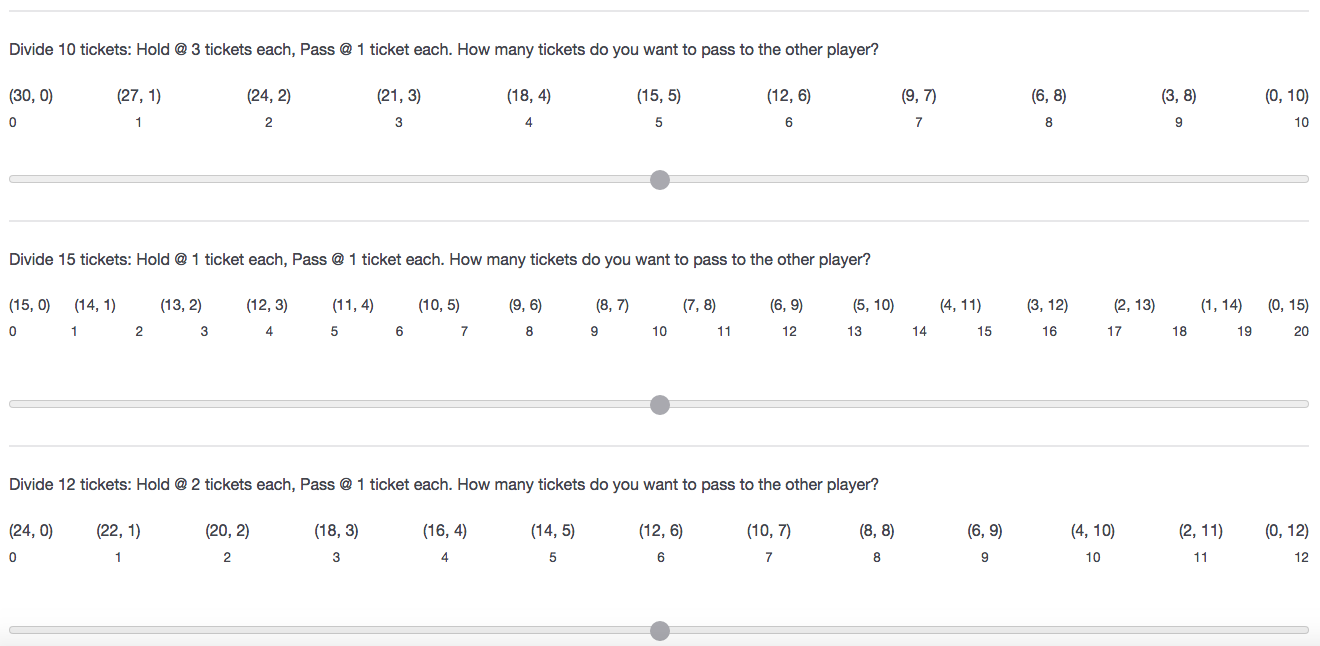 Divide 10 tickets: Hold @ 3 tickets each, Pass @ 1 ticket each. How many tickets do you want to pass to the other player?
(30, 0) (27, 1) (24, 2) (21, 3) (18, 4) (15, 5) (12, 6) (9, 7) (6, 8) (3, 8) (0, 10)
0 1 2 3 4 5 6 7 8 9 10
Divide 15 tickets: Hold @ 1 ticket each, Pass @ 1 ticket each. How many tickets do you want to pass to the other player?
(15, 0) (14, 1) (13, 2) (12, 3) (11, 4) (10, 5) (9, 6) (8, 7) (7, 8) (6, 9) (5, 10) (4, 11) (3, 12) (2, 13) (1, 14) (0, 15)
0 1 2 3 4 5 6 7 8 9 10 11 12 13 14 15 16 17 18 19 20
Divide 12 tickets: Hold @ 2 tickets each, Pass @ 1 ticket each. How many tickets do you want to pass to the other player?
(24, 0) (22, 1) (20, 2) (18, 3) (16, 4) (14, 5) (12, 6) (10, 7) (8, 8) (6, 9) (4, 10) (2, 11) (0, 12)
0 1 2 3 4 5 6 7 8 9 10 11 12